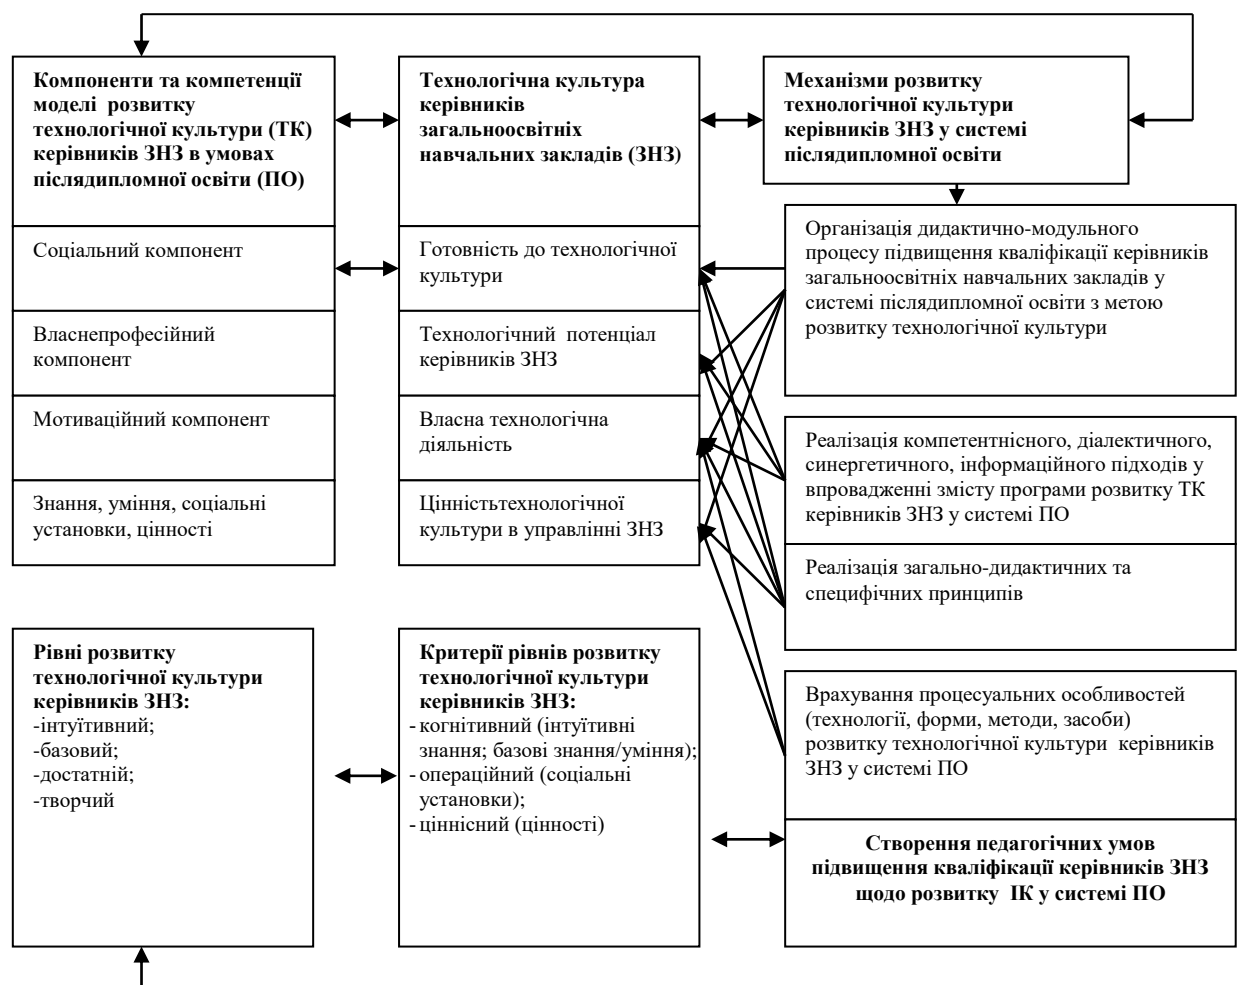 Компоненти та компетенції
моделі розвитку
технологічної культури (ТК)
керівників ЗНЗ в умовах
післядипломної освіти (ПО)
Соціальний компонент
Власнепрофесійний
компонент
Мотиваційний компонент
Знання, уміння, соціальні
установки, цінності
Технологічна культура
керівників
загальноосвітніх
навчальних закладів (ЗНЗ)
Готовність до технологічної
культури
Технологічний потенціал
керівників ЗНЗ
Власна технологічна
діяльність
Цінністьтехнологічної
культури в управлінні ЗНЗ
Механізми розвитку
технологічної культури
керівників ЗНЗ у системі
післядипломної освіти
Організація дидактично-модульного
процесу підвищення кваліфікації керівників
загальноосвітніх навчальних закладів у
системі післядипломної освіти з метою
розвитку технологічної культури
Реалізація компетентнісного, діалектичного,
синергетичного, інформаційного підходів у
впровадженні змісту програми розвитку ТК
керівників ЗНЗ у системі ПО
Реалізація загально-дидактичних та
специфічних принципів
Врахування процесуальних особливостей
(технології, форми, методи, засоби)
розвитку технологічної культури керівників
ЗНЗ у системі ПО
Створення педагогічних умов
підвищення кваліфікації керівників ЗНЗ
щодо розвитку ІК у системі ПО
Рівні розвитку
технологічної культури
керівників ЗНЗ:
-інтуїтивний;
-базовий;
-достатній;
-творчий
Критерії рівнів розвитку
технологічної культури
керівників ЗНЗ:
- когнітивний (інтуїтивні
знання; базові знання/уміння);
- операційний (соціальні
установки);
- ціннісний (цінності)